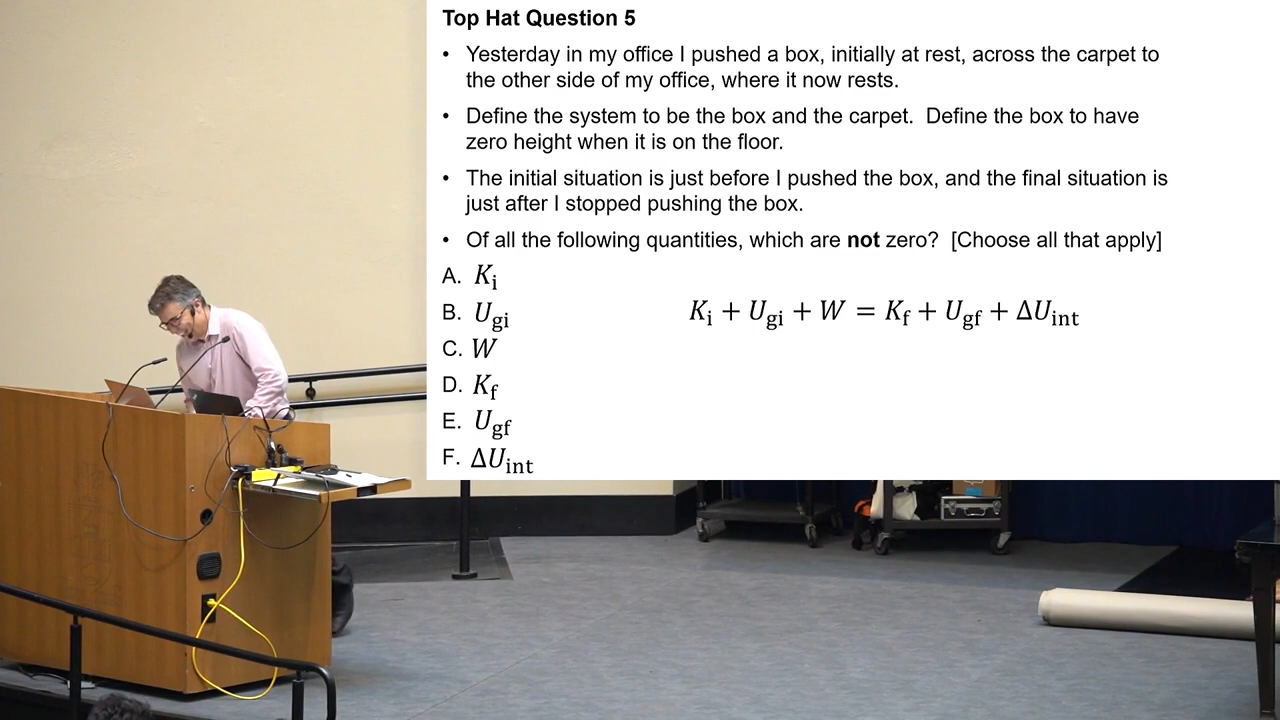 Top Hat Question 5
• Yesterday in my office I pushed a box, initially at rest, across the carpet to
the other side of my office, where it now rests.
• Define the system to be the box and the carpet. Define the box to have
zero height when it is on the floor.
• The initial situation is just before I pushed the box, and the final situation is
just after I stopped pushing the box.
• Of all the following quantities, which are not zero? [Choose all that apply]
A. Kᵢ
B. U_gi
K_i + U_gi + W = K_f + U_gf + ΔU_int
C. W
D. K_f
E. U_gf
F. ΔU_int